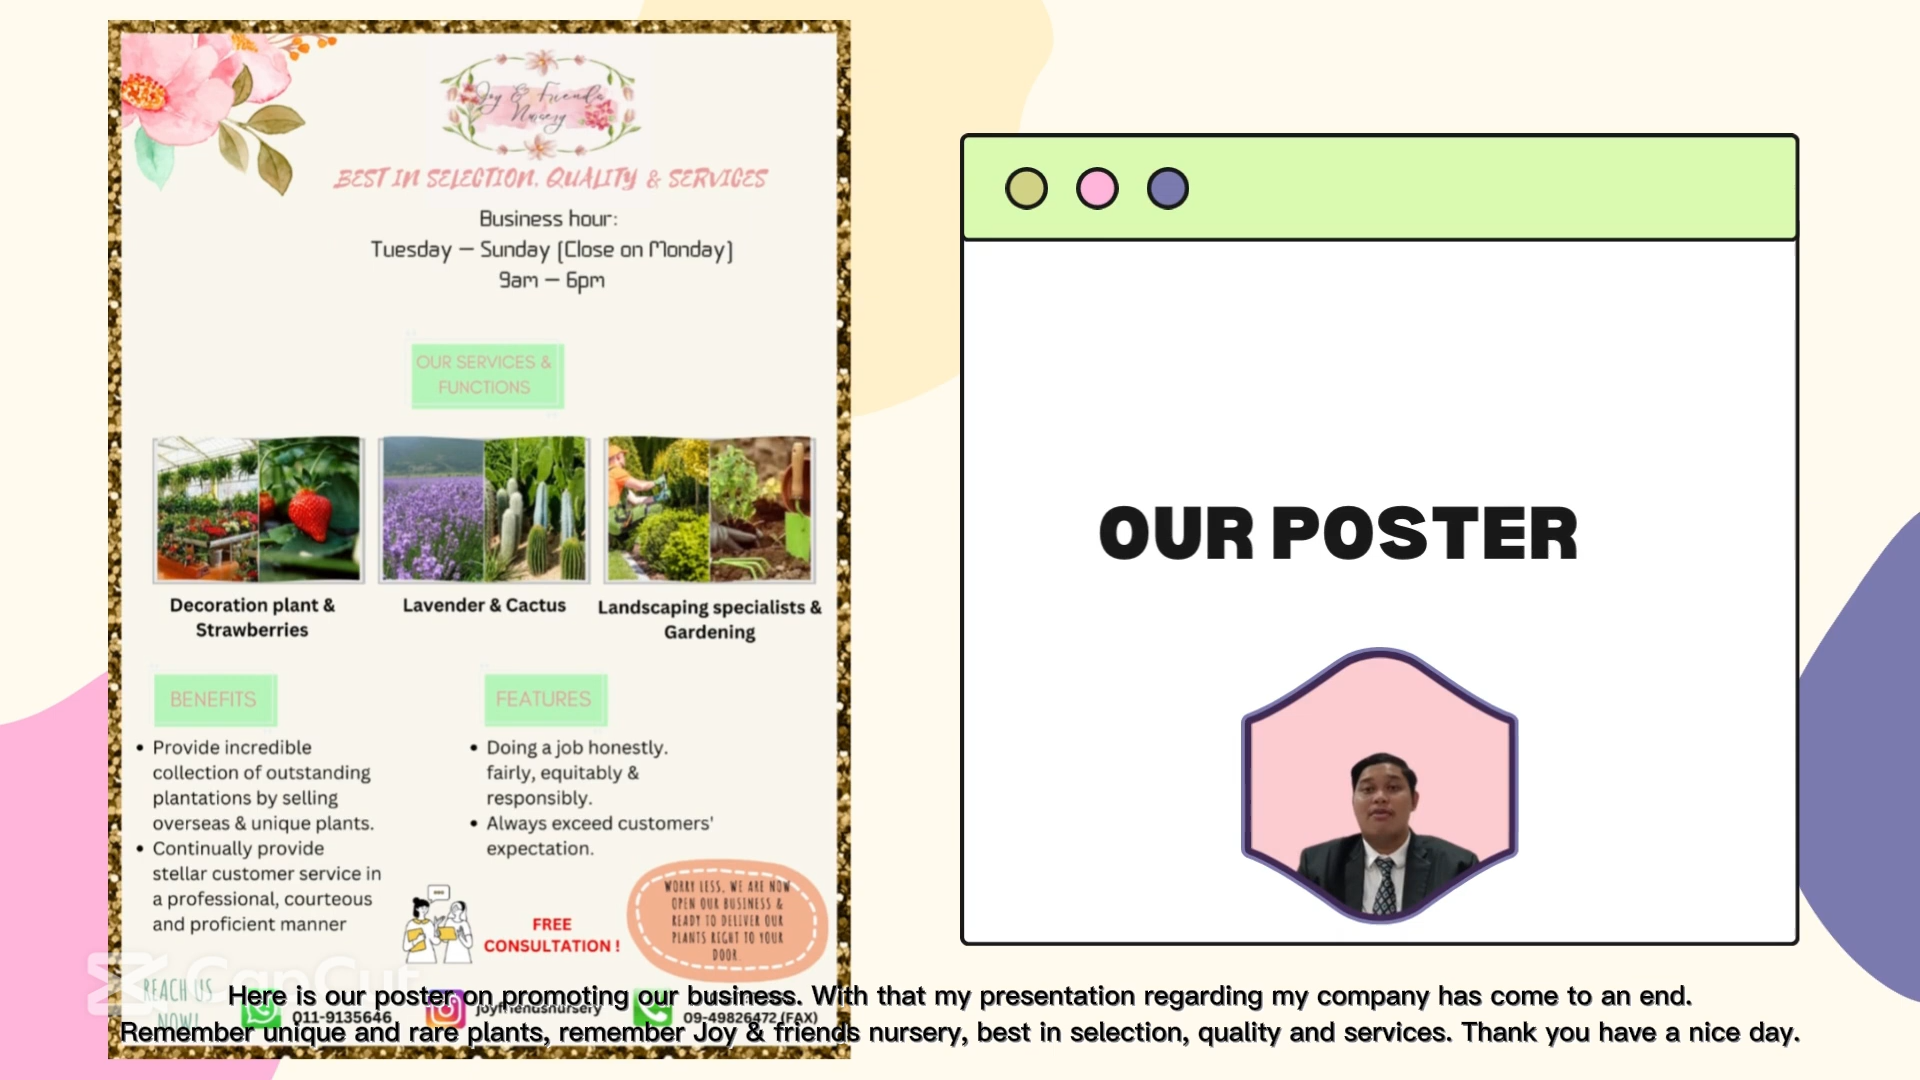 Joy & Friends
Nursery
BEST IN SELECTION, QUALITY & SERVICES
Business hour:
Tuesday – Sunday (Close on Monday)
9am – 6pm
OUR SERVICES &
FUNCTIONS
Decoration plant &
Strawberries
Lavender & Cactus
Landscaping specialists &
Gardening
BENEFITS
Provide incredible
collection of outstanding
plantations by selling
overseas & unique plants.
Continually provide
stellar customer service in
a professional, courteous
and proficient manner
FEATURES
Doing a job honestly.
fairly, equitably &
responsibly.
Always exceed customers'
expectation.
FREE
CONSULTATION !
WORRY LESS, WE ARE NOW
OPEN OUR BUSINESS &
READY TO DELIVER OUR
PLANTS RIGHT TO YOUR
DOOR.
REACH US
NOW!
011-9135646
joyfriendsnursery
09-49826472 (FAX)
CapCut
OUR POSTER
Here is our poster on promoting our business. With that my presentation regarding my company has come to an end.
Remember unique and rare plants, remember Joy & friends nursery, best in selection, quality and services. Thank you have a nice day.